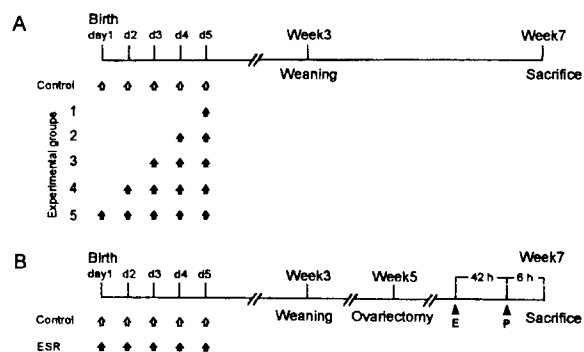 A
Birth
day1 d2 d3 d4 d5
Week3
Week7
Weaning
Sacrifice
Control
Experimental groups
1
2
3
4
5
B
Birth
day1 d2 d3 d4 d5
Week3
Week5
Week7
42 h
6 h
Weaning
Ovariectomy
E
P
Sacrifice
Control
ESR